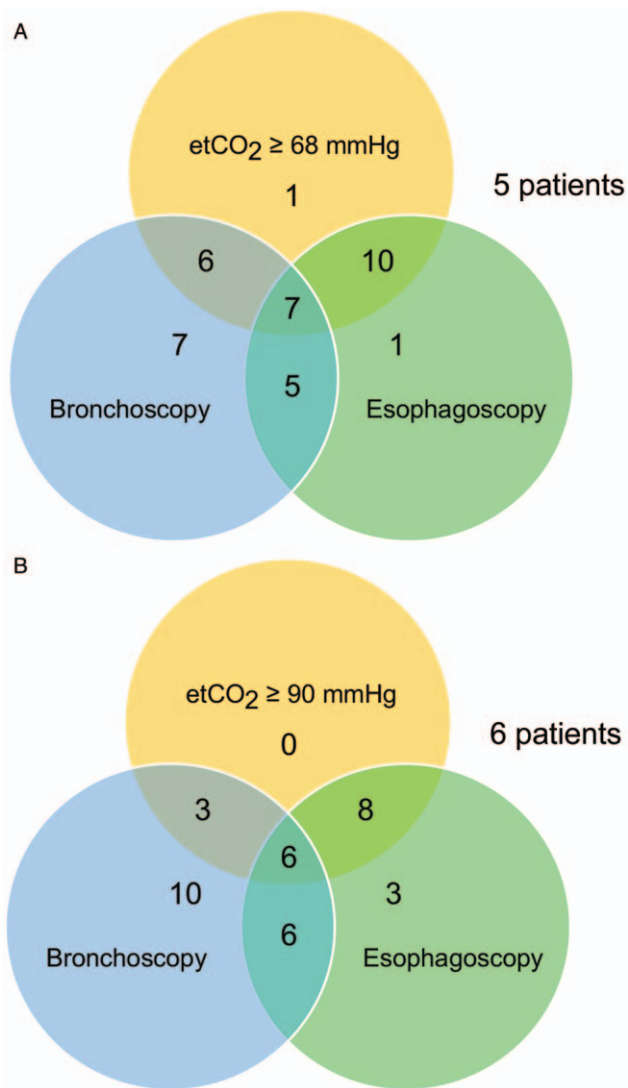 A
etCO2 ≥ 68 mmHg
1
5 patients
6
10
7
7
1
5
Bronchoscopy
Esophagoscopy
B
etCO2 ≥ 90 mmHg
0
6 patients
3
8
6
10
3
6
Bronchoscopy
Esophagoscopy